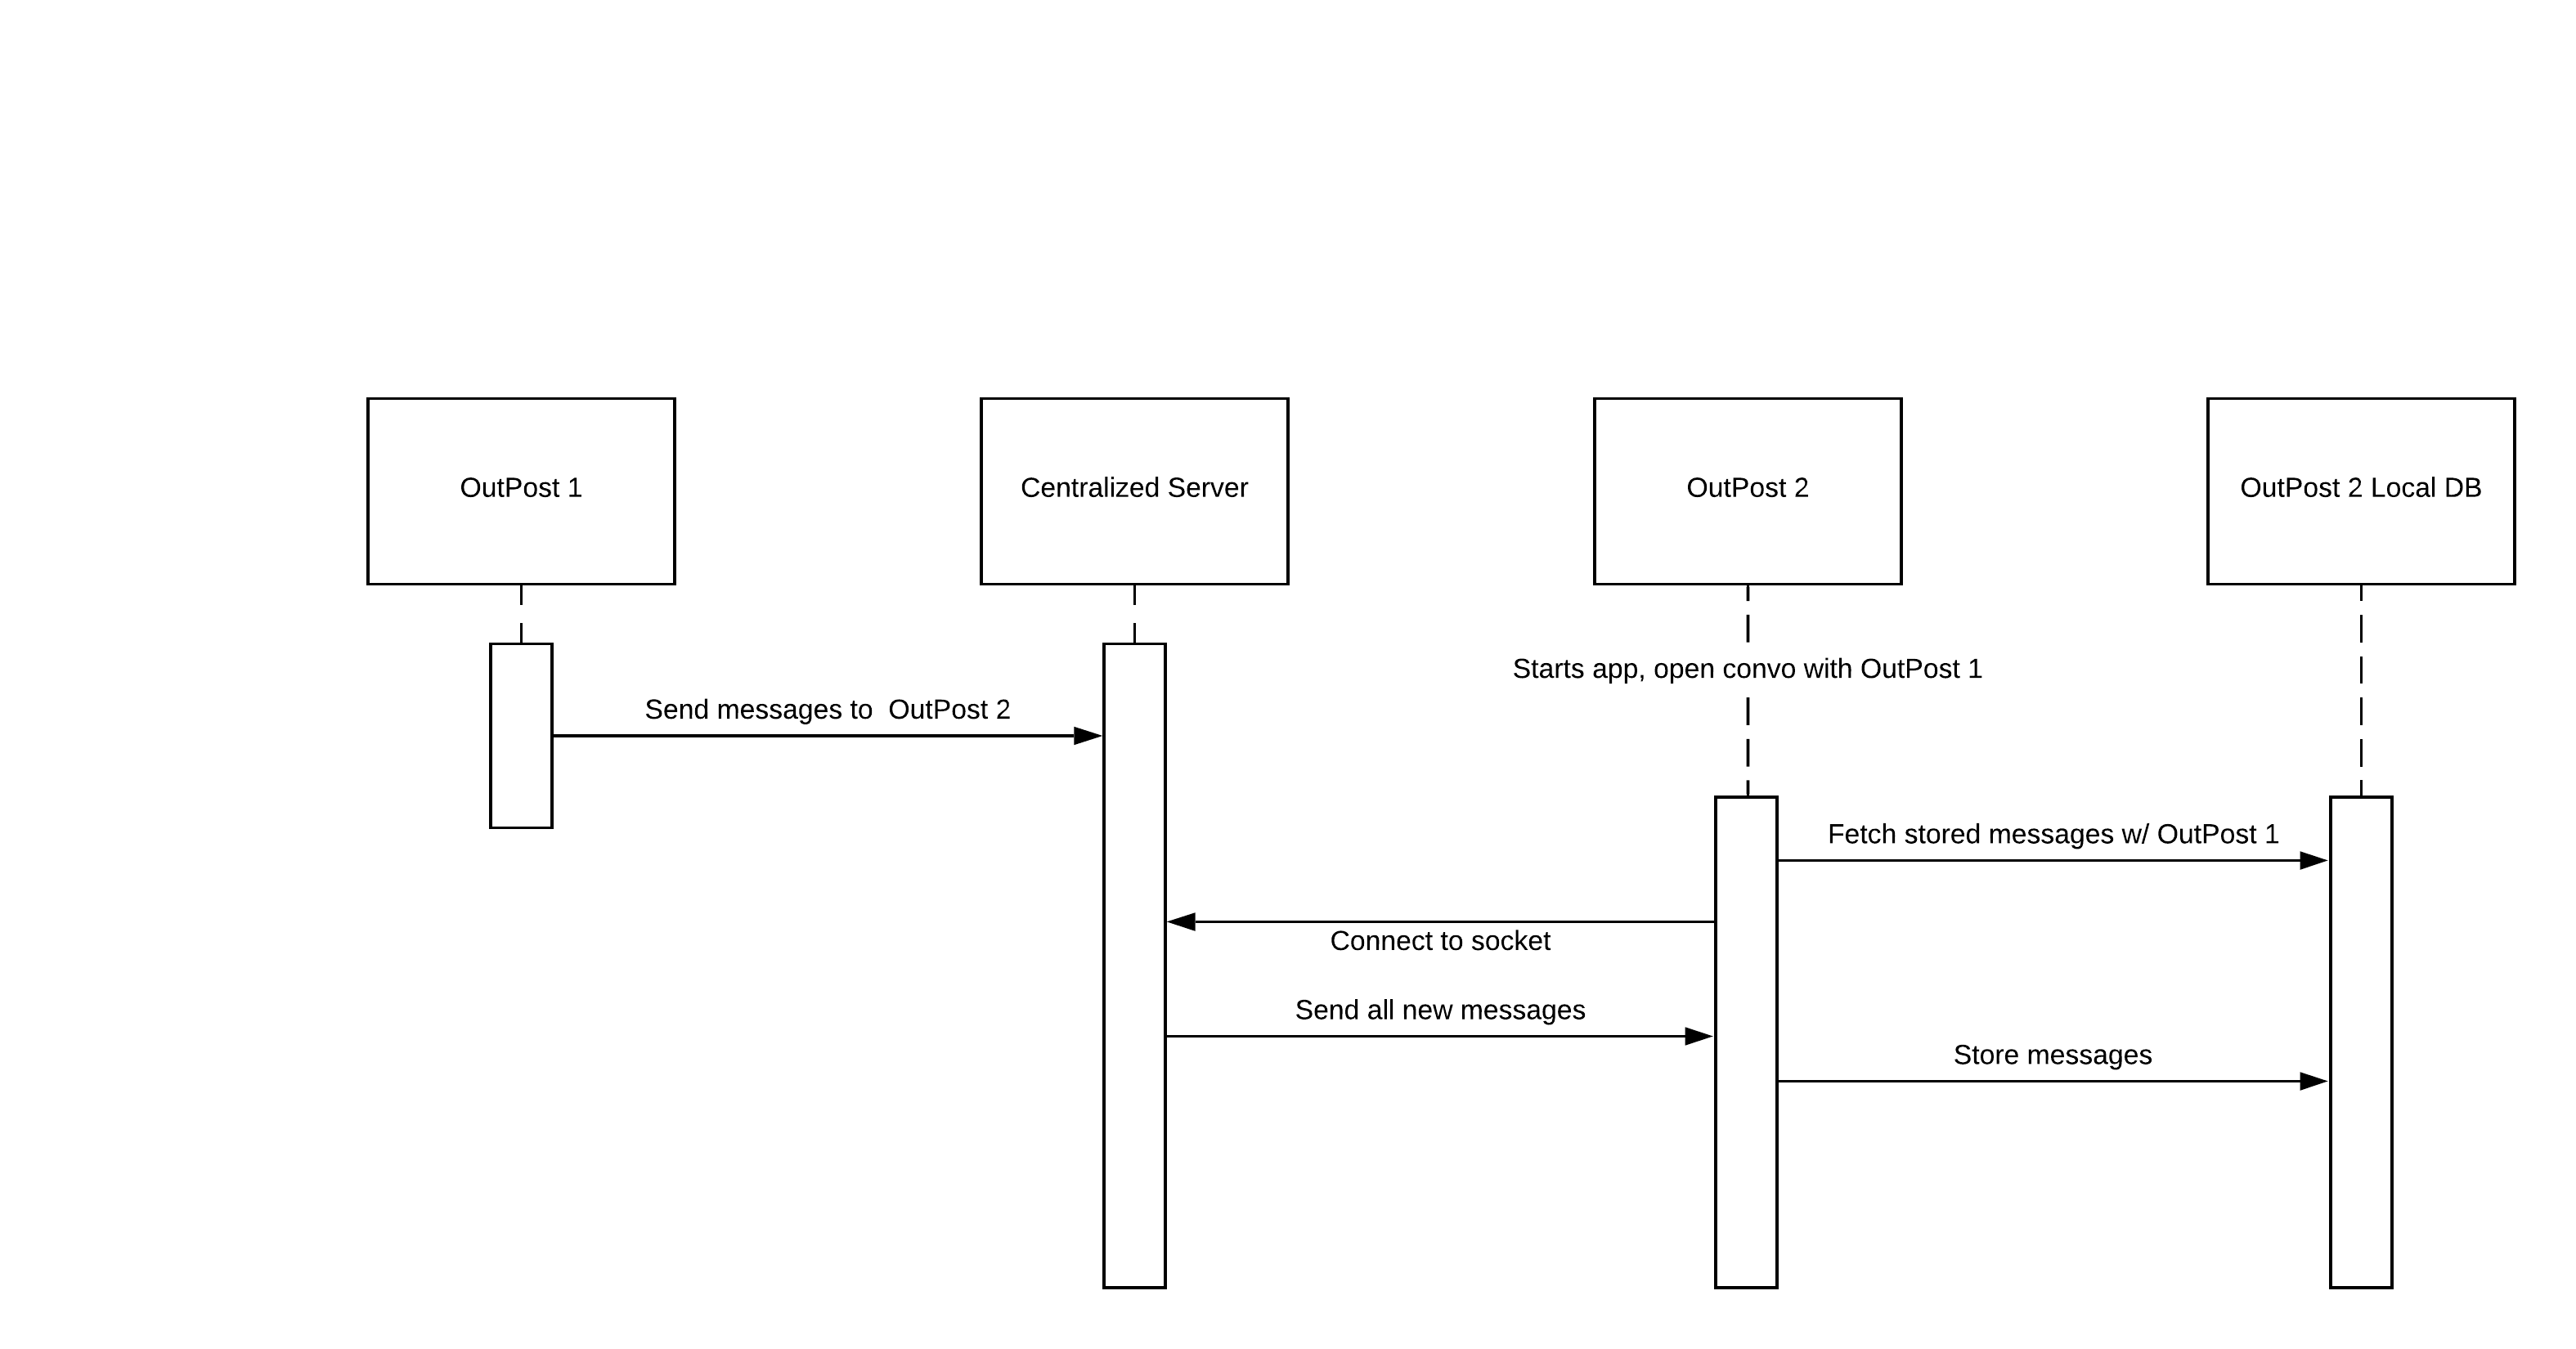 OutPost 1
Centralized Server
OutPost 2
OutPost 2 Local DB
Starts app, open convo with OutPost 1
Send messages to  OutPost 2
Fetch stored messages w/ OutPost 1
Connect to socket
Send all new messages
Store messages